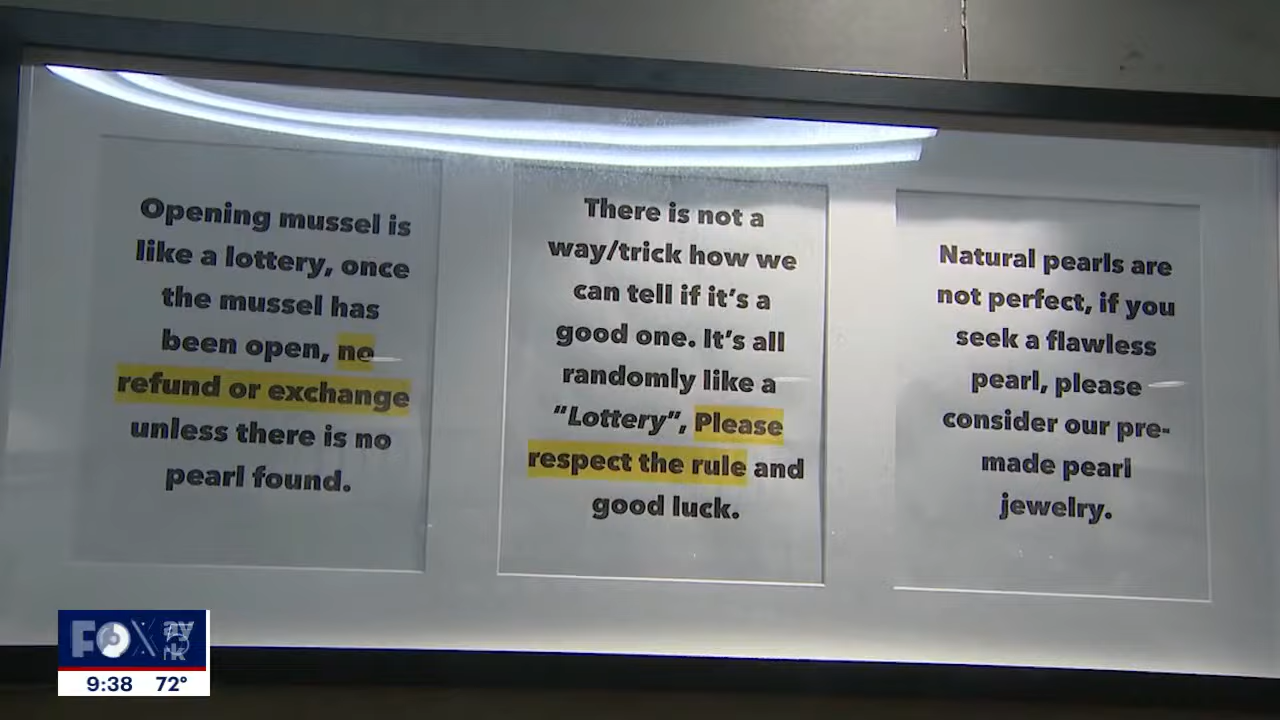 Opening mussel is
like a lottery, once
the mussel has
been open, no
refund or exchange
unless there is no
pearl found.
There is not a
way/trick how we
can tell if it's a
good one. It's all
randomly like a
"Lottery", Please
respect the rule and
good luck.
Natural pearls are
not perfect, if you
seek a flawless
pearl, please
consider our pre-
made pearl
jewelry.
FOX
9:38 72°